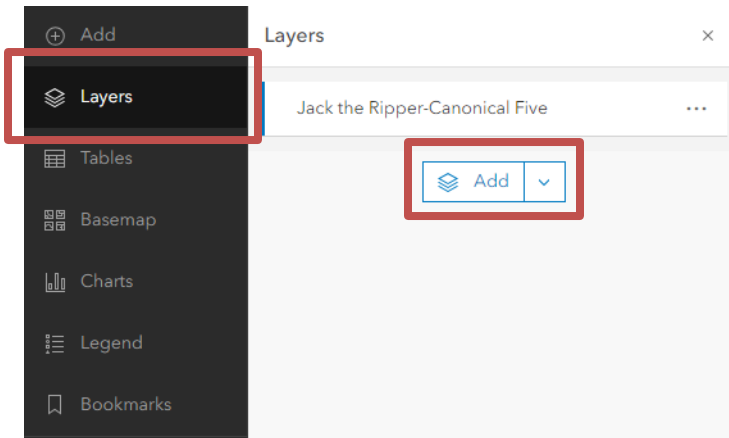 Add
Layers
Tables
Basemap
Charts
Legend
Bookmarks
Layers
Jack the Ripper-Canonical Five
Add